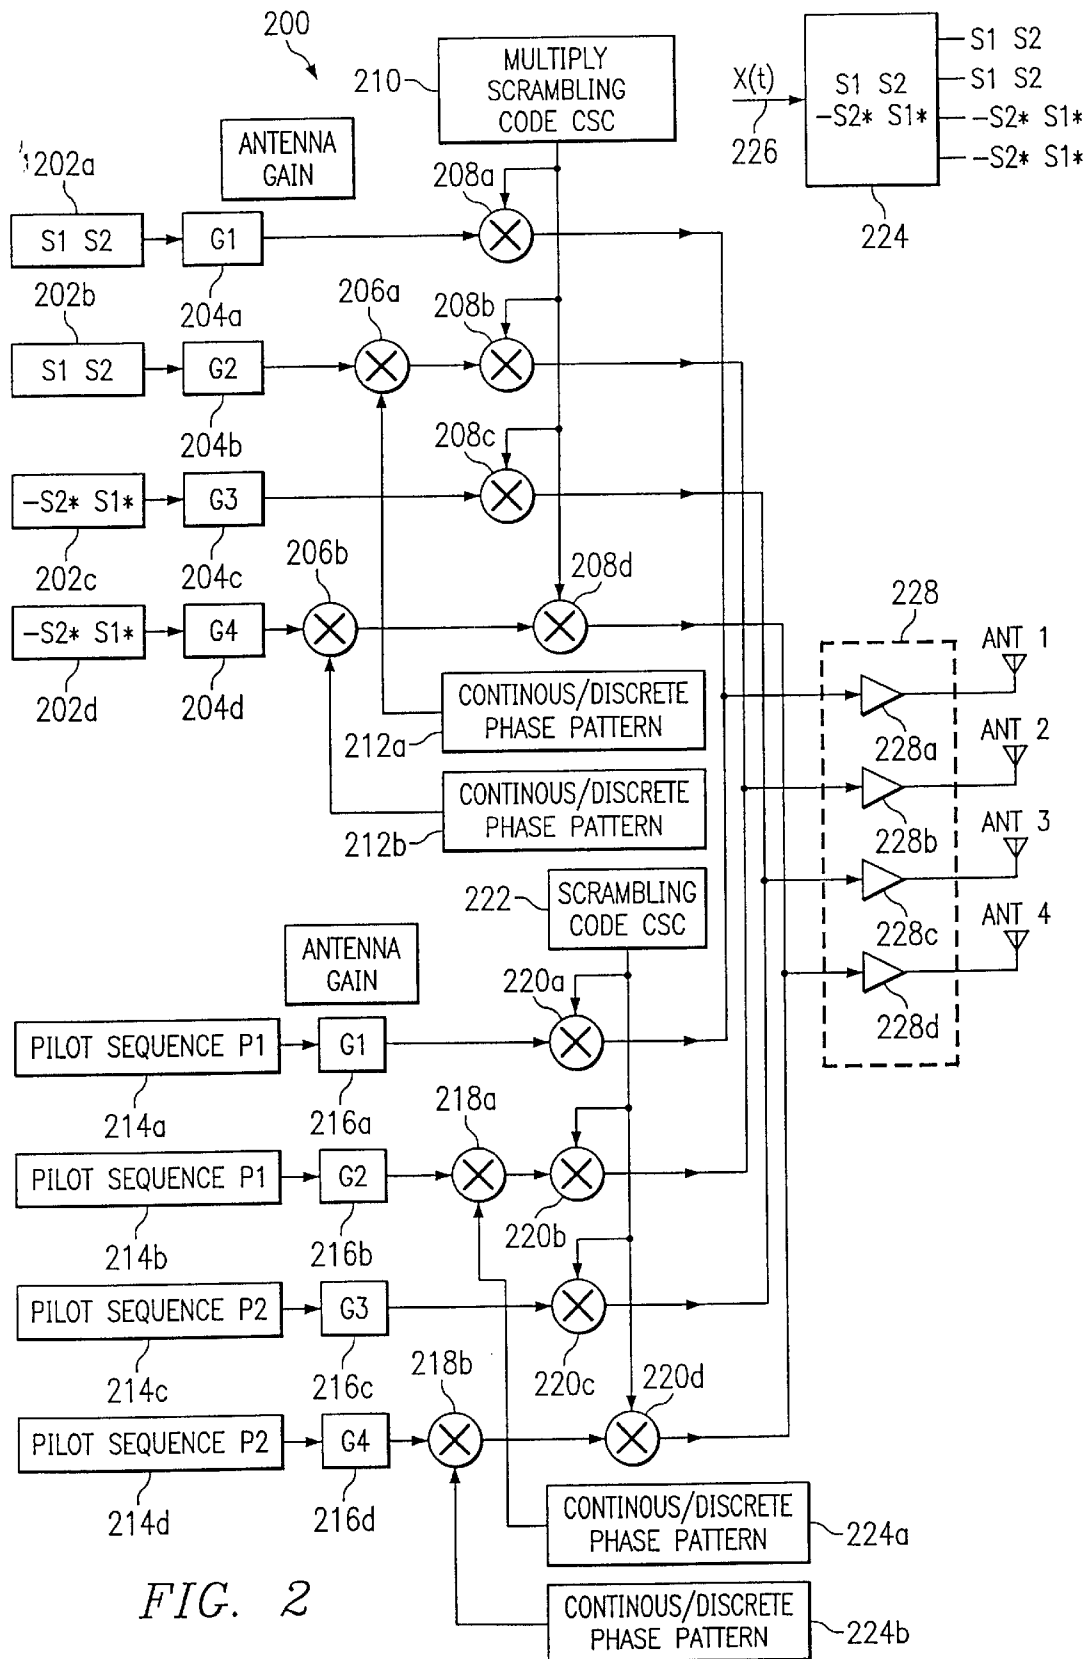 200
210
MULTIPLY
SCRAMBLING
CODE CSC
X(t)
226
S1 S2
-S2* S1*
S1 S2
S1 S2
-S2* S1*
-S2* S1*
224
ANTENNA
GAIN
202a
S1 S2
G1
204a
208a
202b
S1 S2
G2
204b
206a
208b
-S2* S1*
202c
G3
204c
208c
-S2* S1*
202d
G4
204d
206b
208d
CONTINOUS/DISCRETE
PHASE PATTERN
212a
CONTINOUS/DISCRETE
PHASE PATTERN
212b
228
ANT 1
228a
ANT 2
228b
ANT 3
228c
ANT 4
228d
222
SCRAMBLING
CODE CSC
ANTENNA
GAIN
220a
PILOT SEQUENCE P1
214a
G1
216a
218a
PILOT SEQUENCE P1
214b
G2
216b
220b
PILOT SEQUENCE P2
214c
G3
216c
220c
218b
220d
PILOT SEQUENCE P2
214d
G4
216d
CONTINOUS/DISCRETE
PHASE PATTERN
224a
CONTINOUS/DISCRETE
PHASE PATTERN
224b
FIG. 2